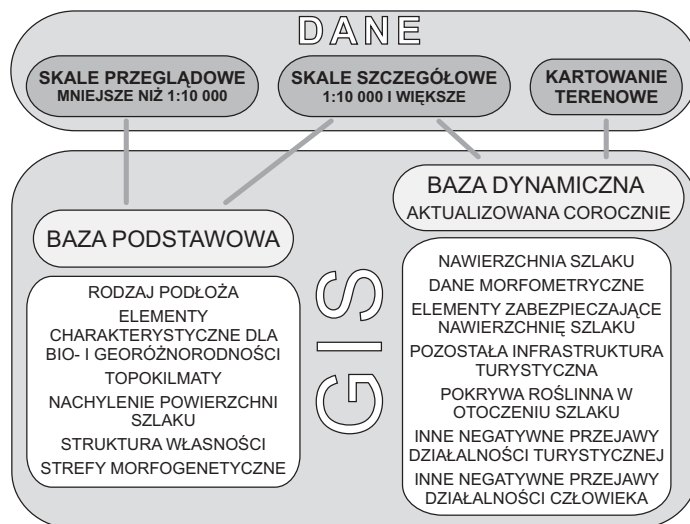 DANE
SKALE PRZEGLĄDOWE
MNIEJSZE NIŻ 1:10 000
SKALE SZCZEGÓŁOWE
1:10 000 I WIĘKSZE
KARTOWANIE
TERENOWE
BAZA PODSTAWOWA
RODZAJ PODŁOŻA
ELEMENTY
CHARAKTERYSTYCZNE DLA
BIO- I GEORÓŻNORODNOŚCI
TOPOKILMATY
NACHYLENIE POWIERZCHNI
SZLAKU
STRUKTURA WŁASNOŚCI
STREFY MORFOGENETYCZNE
GIS
BAZA DYNAMICZNA
AKTUALIZOWANA COROCZNIE
NAWIERZCHNIA SZLAKU
DANE MORFOMETRYCZNE
ELEMENTY ZABEZPIECZAJĄCE
NAWIERZCHNIĘ SZLAKU
POZOSTAŁA INFRASTRUKTURA
TURYSTYCZNA
POKRYWA ROŚLINNA W
OTOCZENIU SZLAKU
INNE NEGATYWNE PRZEJAWY
DZIAŁALNOŚCI TURYSTYCZNEJ
INNE NEGATYWNE PRZEJAWY
DZIAŁALNOŚCI CZŁOWIEKA